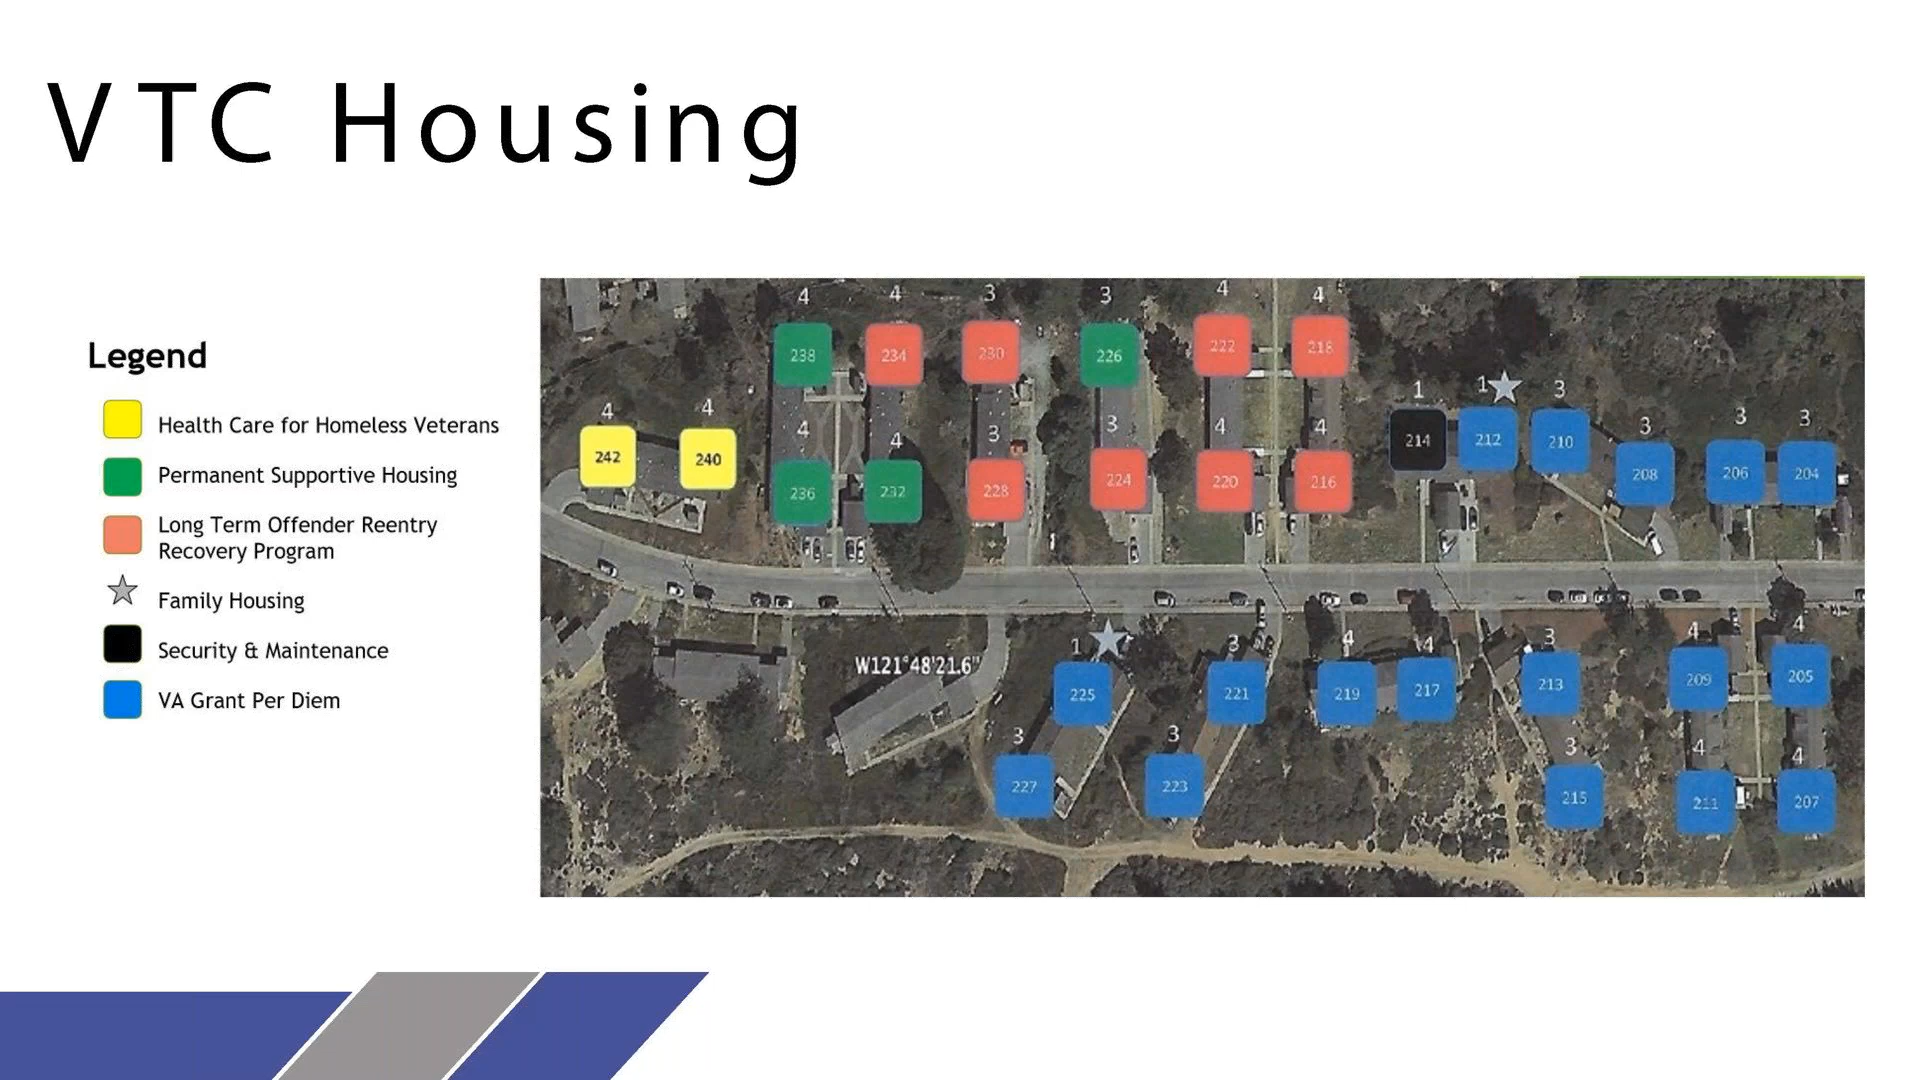 VTC Housing
Legend
Health Care for Homeless Veterans
Permanent Supportive Housing
Long Term Offender Reentry
Recovery Program
Family Housing
Security & Maintenance
VA Grant Per Diem
4 4 3 3 4 4
238 234 230 226 222 218
1 1 3
4 4 3 3
242 240 214 212 210 208 206 204
4 4 3 3 4 4
236 232 228 224 220 216
W121°48'21.6"
1 3 4 4 3 4 4
225 221 219 217 213 209 205
3 3 3 4 4
227 223 215 211 207